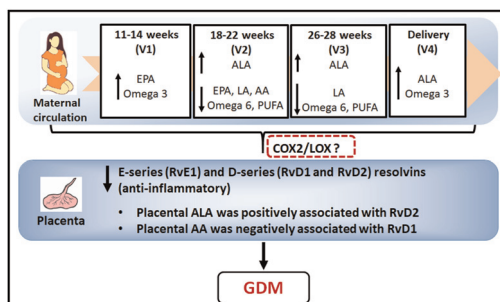 11-14 weeks
(V1)
EPA
Omega 3
18-22 weeks
(V2)
ALA
EPA, LA, AA
Omega 6, PUFA
26-28 weeks
(V3)
ALA
LA
Omega 6, PUFA
Delivery
(V4)
ALA
Omega 3
Maternal
circulation
COX2/LOX ?
E-series (RvE1) and D-series (RvD1 and RvD2) resolvins
(anti-inflammatory)
• Placental ALA was positively associated with RvD2
• Placental AA was negatively associated with RvD1
Placenta
GDM